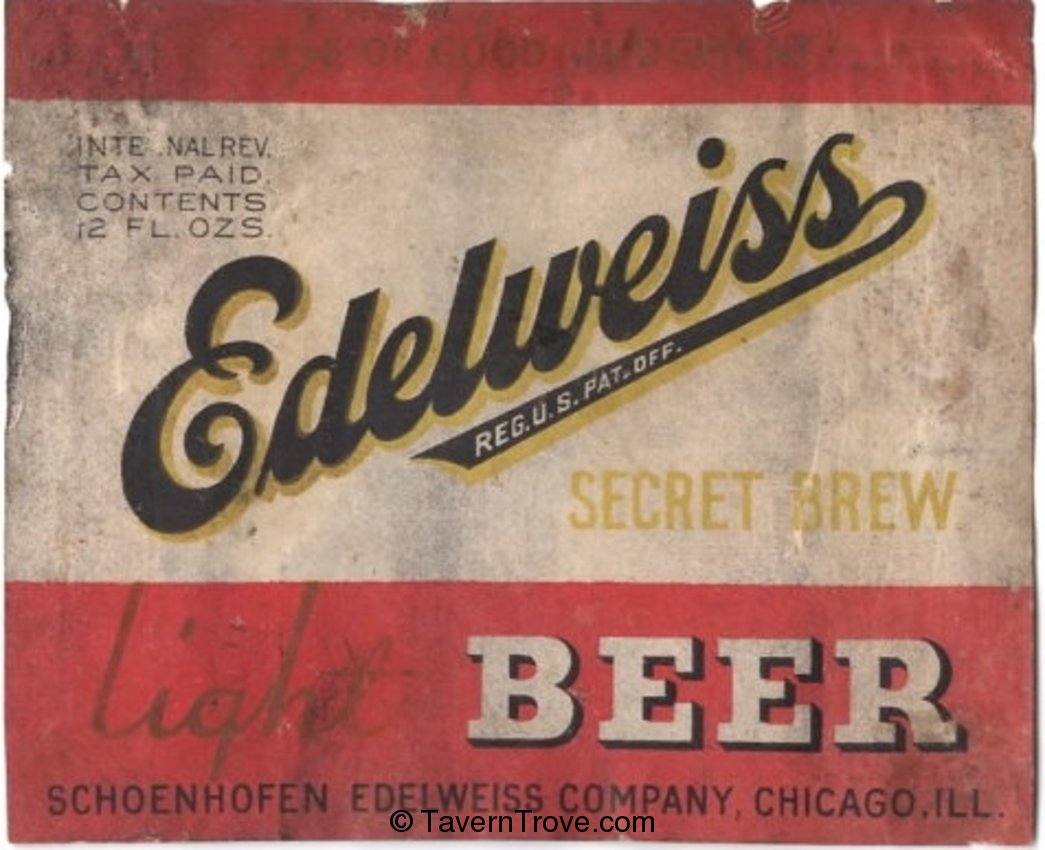 OF GOOD
INTE NAL REV.
TAX PAID.
CONTENTS
12 FL. OZS.
Edelweiss
REG. U.S. PAT. OFF.
SECRET BREW
light BEER
SCHOENHOFEN EDELWEISS COMPANY, CHICAGO, ILL.
© TavernTrove.com